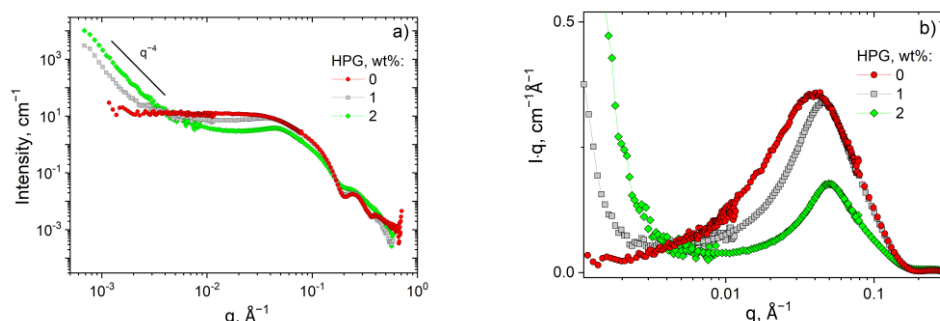 a)
q⁻⁴
HPG, wt%:
0
1
2
Intensity, cm⁻¹
10³
10¹
10⁻¹
10⁻³
10⁻³
10⁻²
10⁻¹
10⁰
q, Å⁻¹
b)
HPG, wt%:
0
1
2
I·q, cm⁻¹Å⁻¹
0.5
0.0
0.01
0.1
q, Å⁻¹